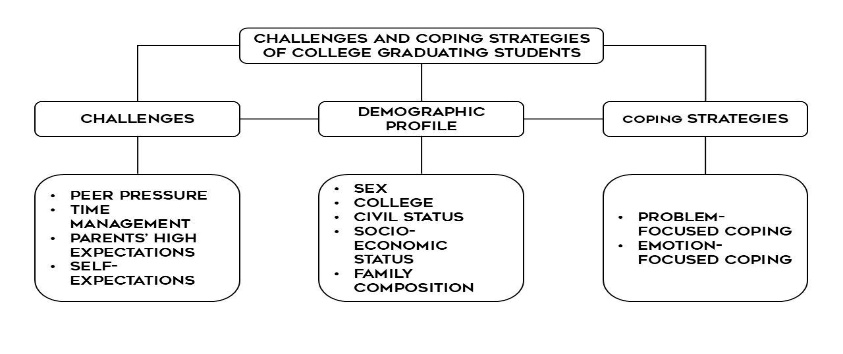 CHALLENGES AND COPING STRATEGIES
OF COLLEGE GRADUATING STUDENTS
CHALLENGES
DEMOGRAPHIC
PROFILE
COPING STRATEGIES
• PEER PRESSURE
• TIME
MANAGEMENT
• PARENTS' HIGH
EXPECTATIONS
• SELF-
EXPECTATIONS
• SEX
• COLLEGE
• CIVIL STATUS
• SOCIO-
ECONOMIC
STATUS
• FAMILY
COMPOSITION
• PROBLEM-
FOCUSED COPING
• EMOTION-
FOCUSED COPING